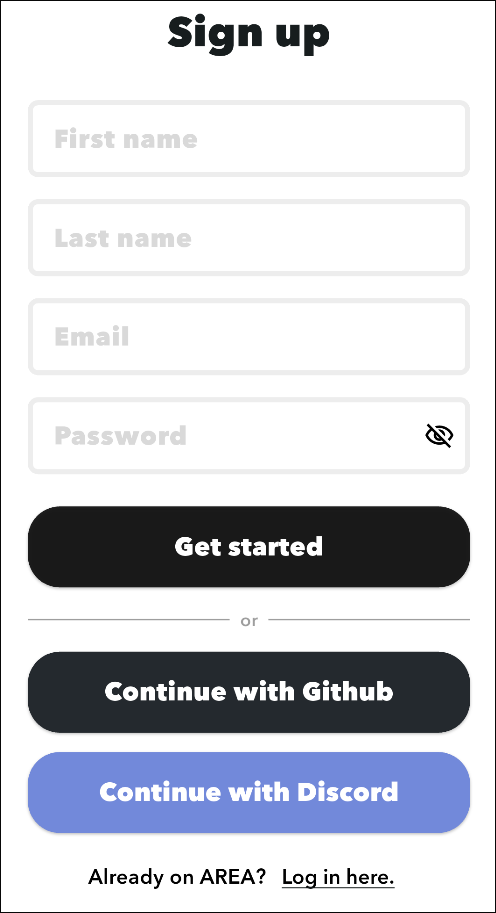 Sign up
First name
Last name
Email
Password
Get started
or
Continue with Github
Continue with Discord
Already on AREA? Log in here.